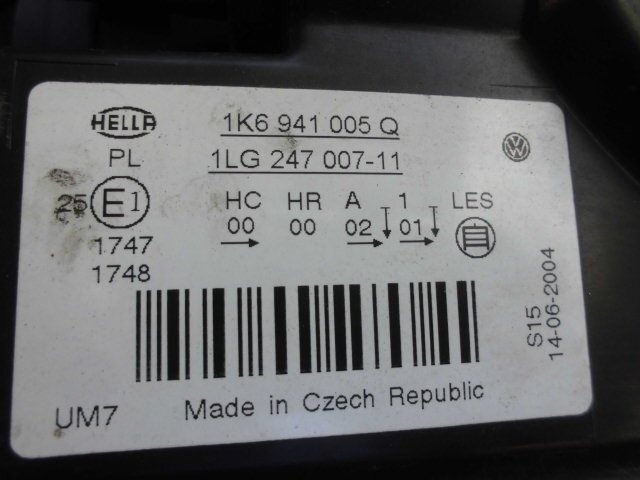 HELLA 1K6 941 005 Q
PL 1LG 247 007-11
25 E1 HC HR A 1 LES
00 00 02 01 自
1747
1748
S15
14-06-2004
UM7 Made in Czech Republic